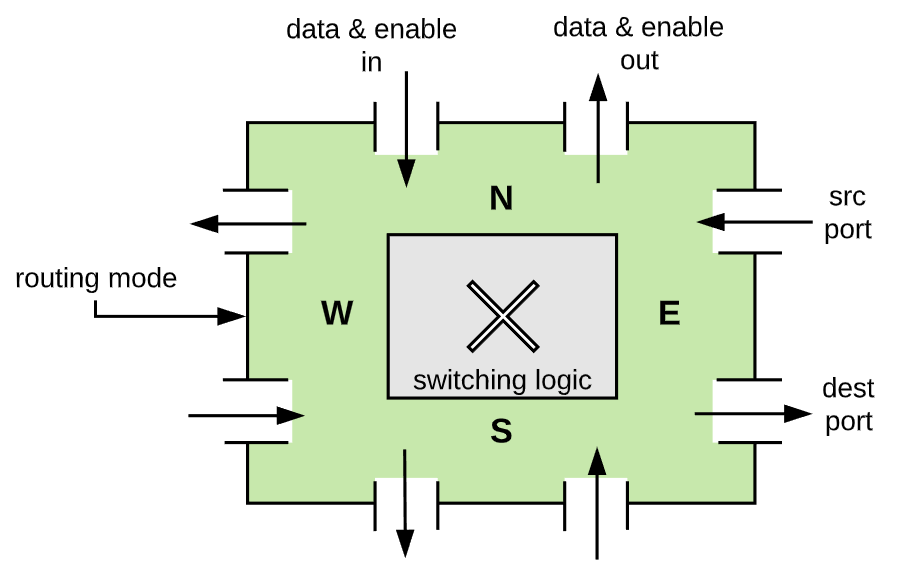 data & enable
in
data & enable
out
N
src
port
routing mode
W
E
switching logic
dest
port
S